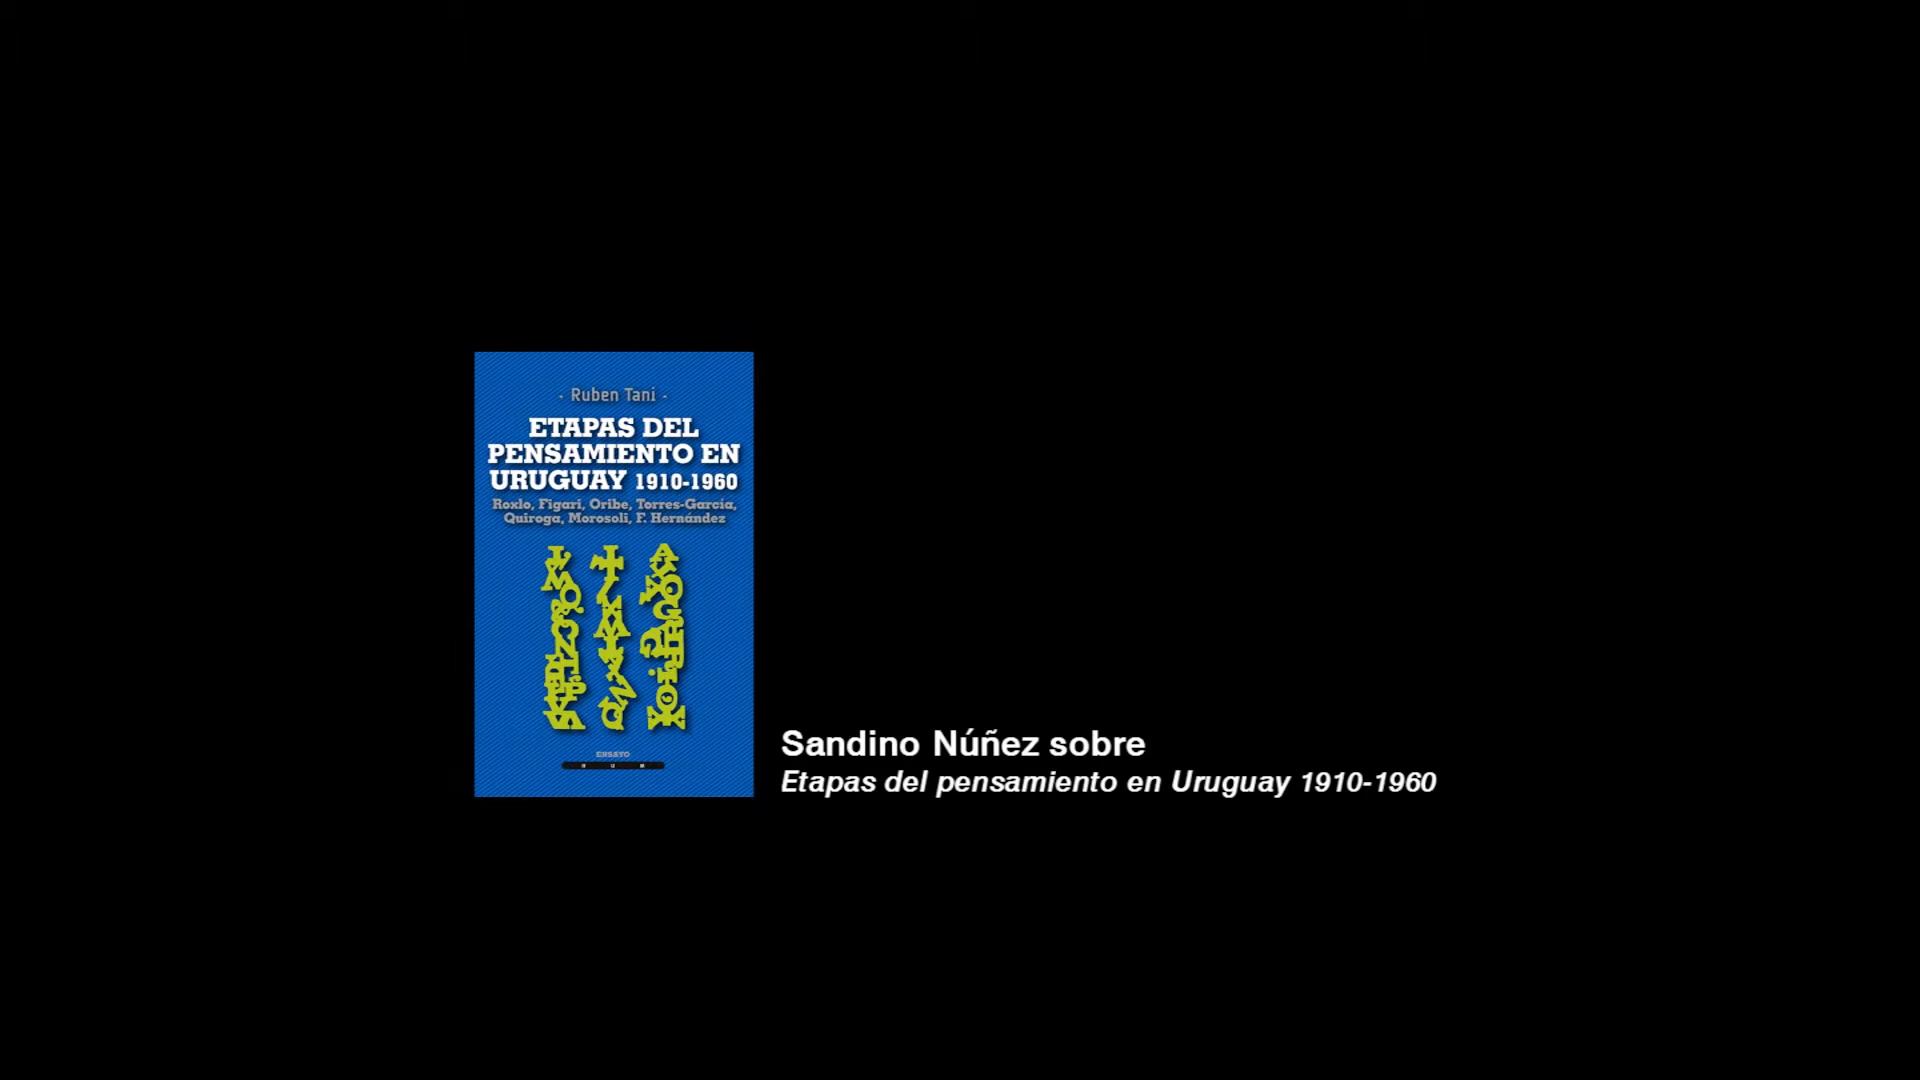 - Ruben Tani -
ETAPAS DEL
PENSAMIENTO EN
URUGUAY 1910-1960
Roxlo, Figari, Oribe, Torres-García,
Quiroga, Morosoli, F. Hernández
ENSAYO
H U M
Sandino Núñez sobre
Etapas del pensamiento en Uruguay 1910-1960